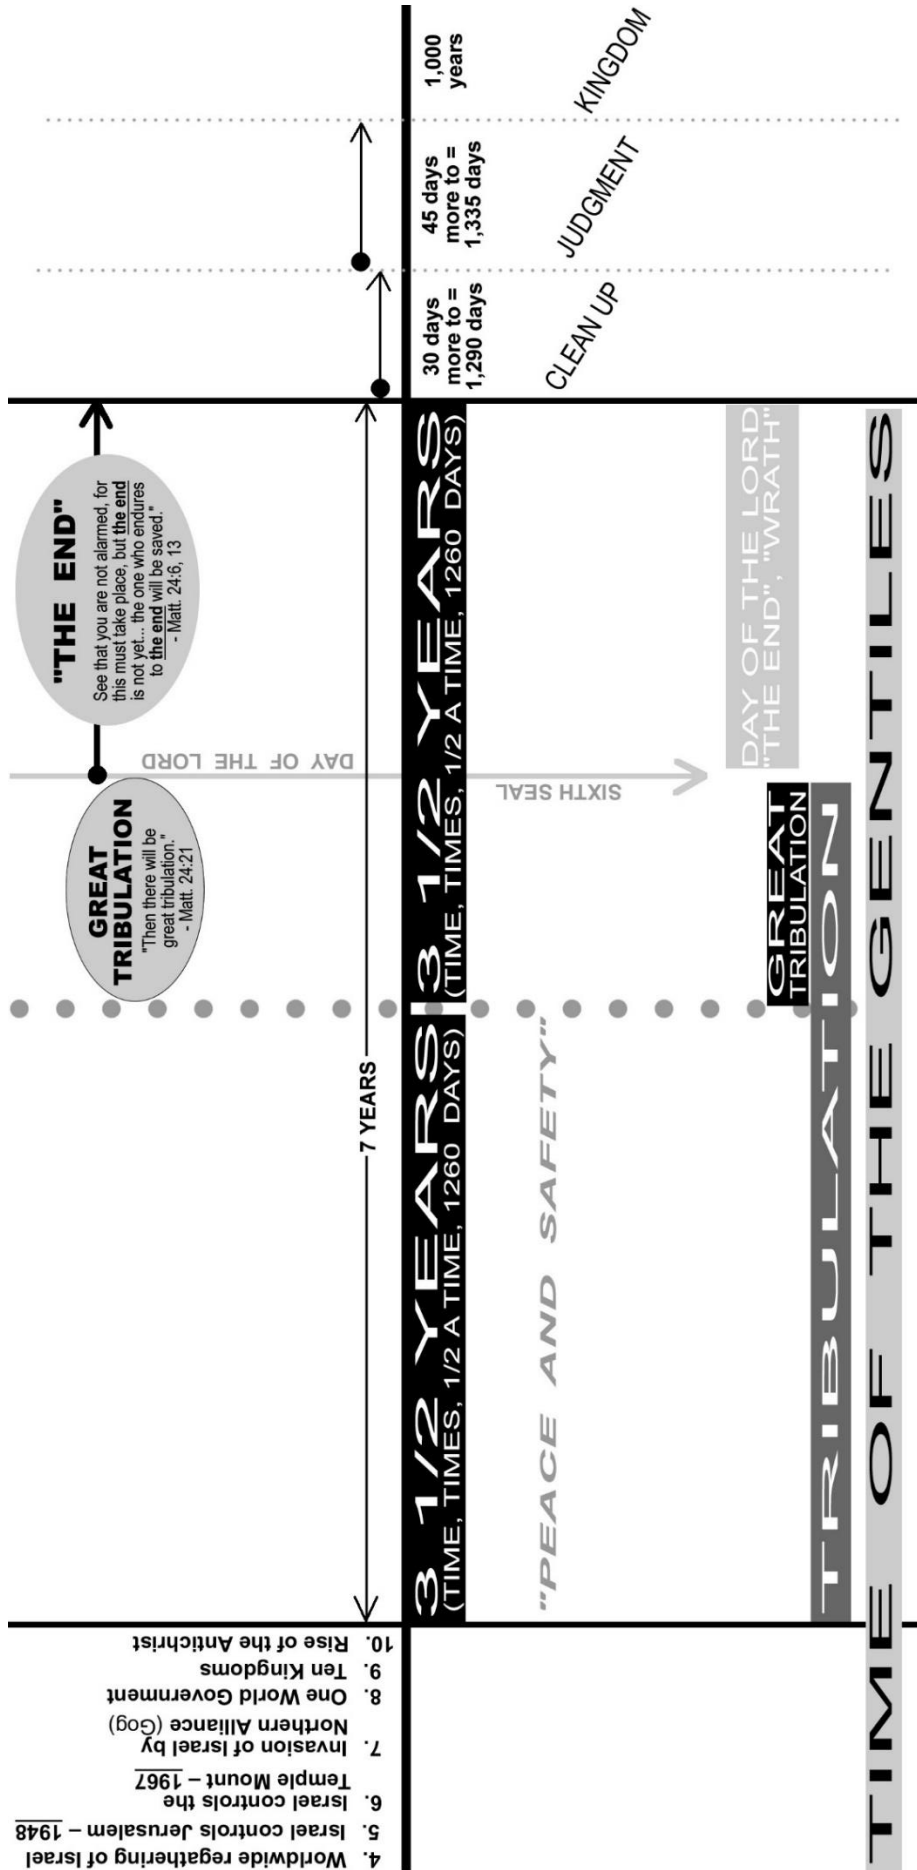 4. Worldwide regathering of Israel
5. Israel controls Jerusalem – 1948
6. Israel controls the
Temple Mount – 1967
7. Invasion of Israel by
Northern Alliance (Gog)
8. One World Government
9. Ten Kingdoms
10. Rise of the Antichrist
GREAT
TRIBULATION
"Then there will be
great tribulation."
- Matt. 24:21
"THE END"
See that you are not alarmed, for
this must take place, but the end
is not yet... the one who endures
to the end will be saved."
- Matt. 24:6, 13
DAY OF THE LORD
7 YEARS
3 1/2 YEARS
(TIME, TIMES, 1/2 A TIME, 1260 DAYS)
3 1/2 YEARS
(TIME, TIMES, 1/2 A TIME, 1260 DAYS)
30 days
more to =
1,290 days
45 days
more to =
1,335 days
1,000
years
"PEACE AND SAFETY"
SIXTH SEAL
CLEAN UP
JUDGMENT
KINGDOM
DAY OF THE LORD
"THE END", "WRATH"
GREAT
TRIBULATION
TRIBULATION
TIME OF THE GENTILES